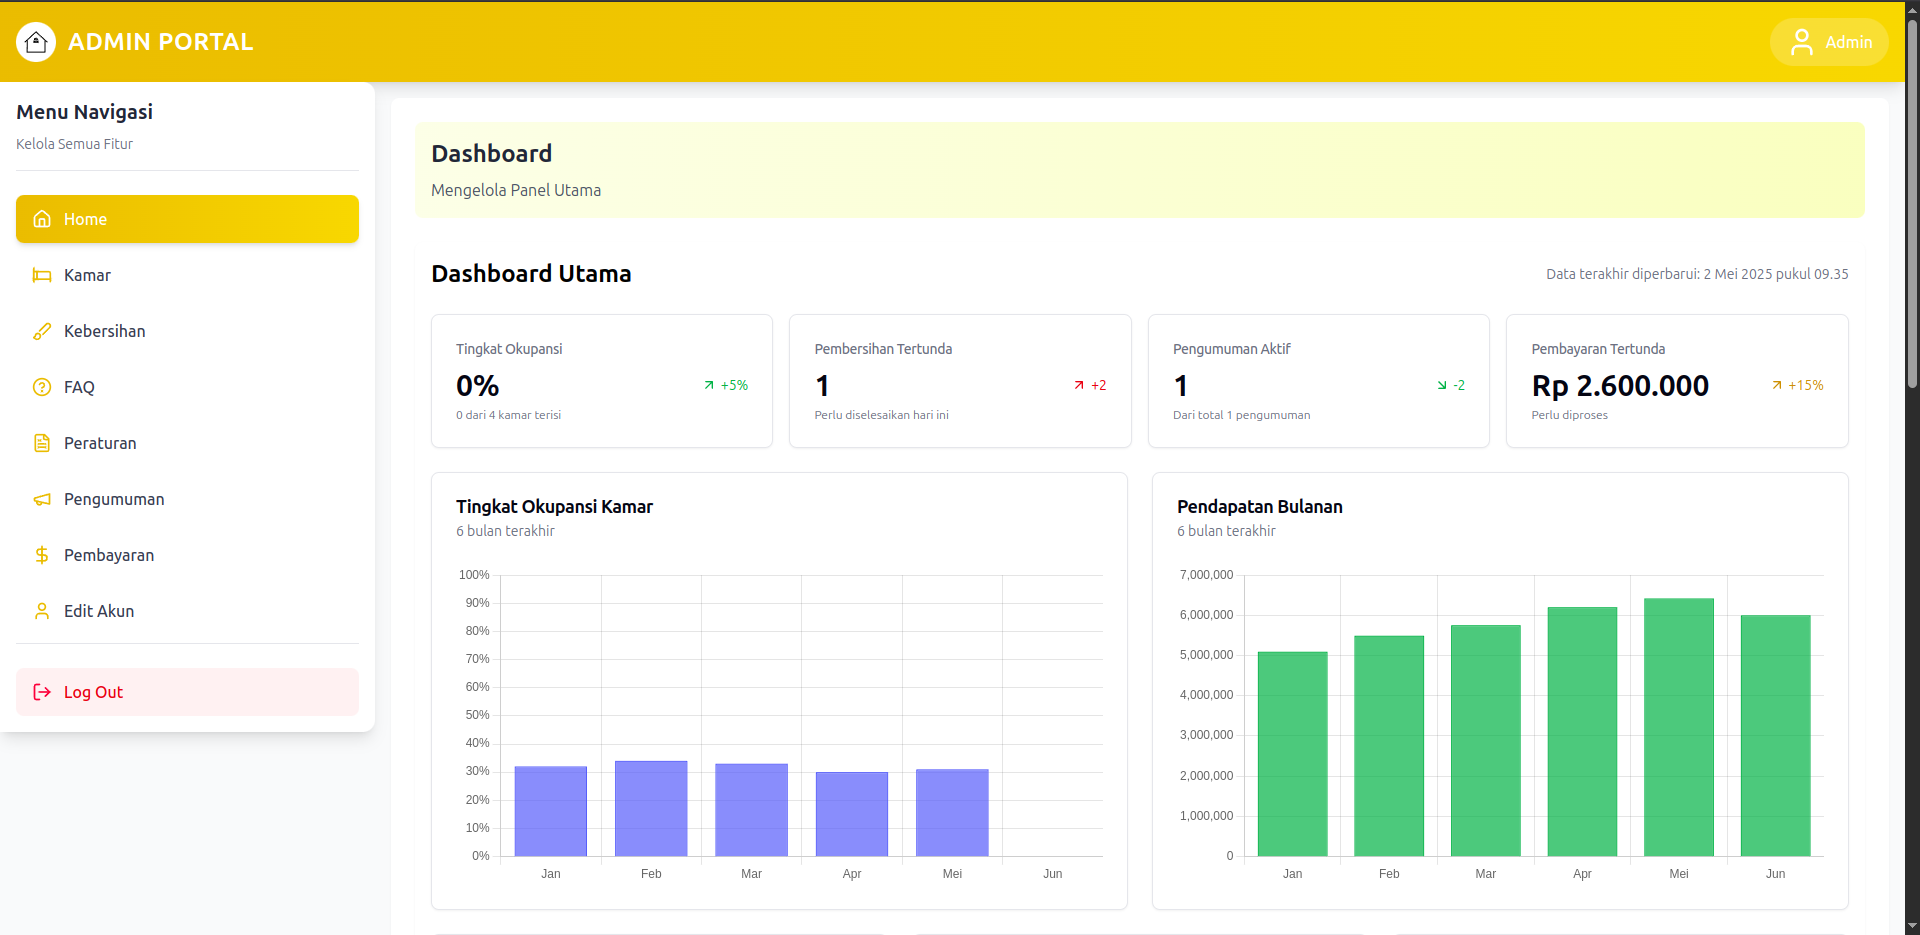 ADMIN PORTAL
Admin
Menu Navigasi
Kelola Semua Fitur
Home
Kamar
Kebersihan
FAQ
Peraturan
Pengumuman
Pembayaran
Edit Akun
Log Out
Dashboard
Mengelola Panel Utama
Dashboard Utama
Data terakhir diperbarui: 2 Mei 2025 pukul 09.35
Tingkat Okupansi
0%
+5%
0 dari 4 kamar terisi
Pembersihan Tertunda
1
+2
Perlu diselesaikan hari ini
Pengumuman Aktif
1
-2
Dari total 1 pengumuman
Pembayaran Tertunda
Rp 2.600.000
+15%
Perlu diproses
Tingkat Okupansi Kamar
6 bulan terakhir
100%
90%
80%
70%
60%
50%
40%
30%
20%
10%
0%
Jan Feb Mar Apr Mei Jun
Pendapatan Bulanan
6 bulan terakhir
7,000,000
6,000,000
5,000,000
4,000,000
3,000,000
2,000,000
1,000,000
0
Jan Feb Mar Apr Mei Jun